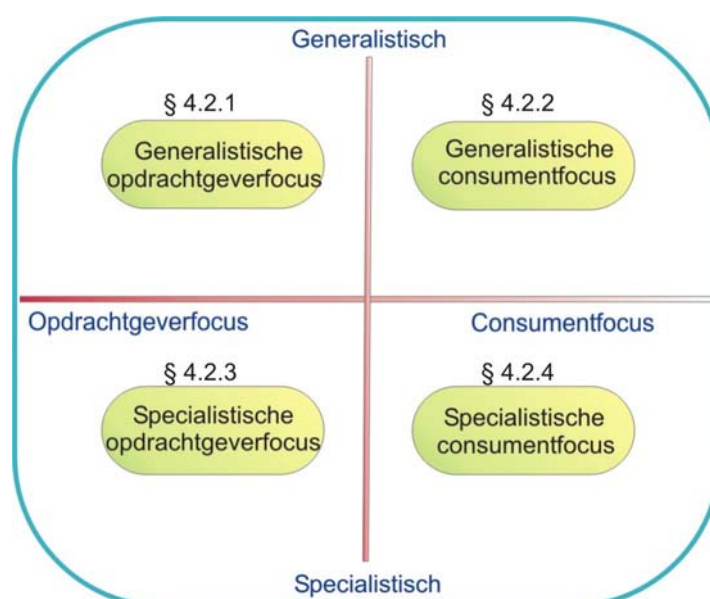 Generalistisch
§ 4.2.1
§ 4.2.2
Generalistische
opdrachtgeverfocus
Generalistische
consumentfocus
Opdrachtgeverfocus
Consumentfocus
§ 4.2.3
§ 4.2.4
Specialistische
opdrachtgeverfocus
Specialistische
consumentfocus
Specialistisch